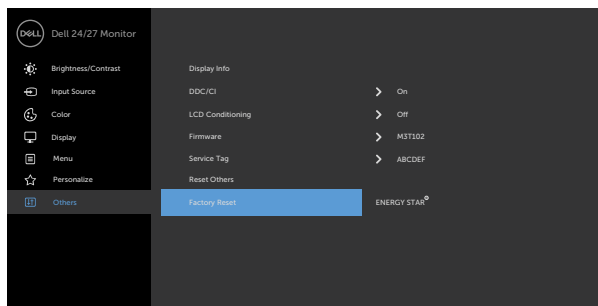 DELL Dell 24/27 Monitor
Brightness/Contrast Display Info
Input Source DDC/CI On
Color LCD Conditioning Off
Display Firmware M3T102
Menu Service Tag ABCDEF
Personalize Reset Others
Others Factory Reset ENERGY STAR®